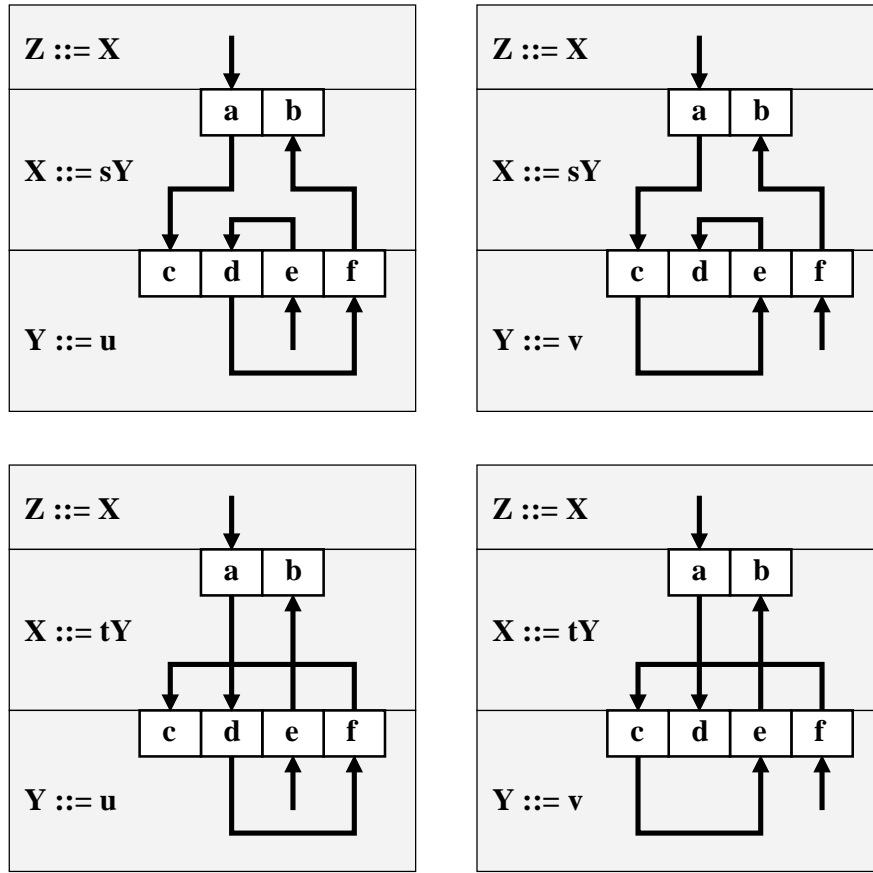 Z ::= X
a b
X ::= sY
c d e f
Y ::= u
Z ::= X
a b
X ::= sY
c d e f
Y ::= v
Z ::= X
a b
X ::= tY
c d e f
Y ::= u
Z ::= X
a b
X ::= tY
c d e f
Y ::= v